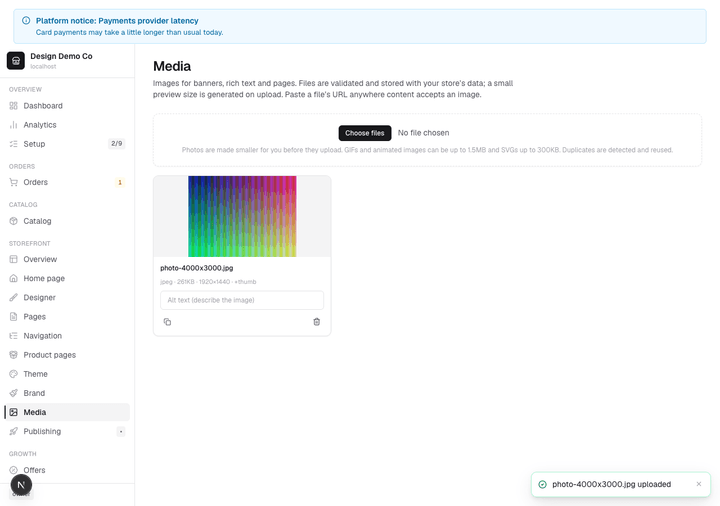 Platform notice: Payments provider latency
Card payments may take a little longer than usual today.
Design Demo Co
localhost
OVERVIEW
Dashboard
Analytics
Setup 2/9
ORDERS
Orders 1
CATALOG
Catalog
STOREFRONT
Overview
Home page
Designer
Pages
Navigation
Product pages
Theme
Brand
Media
Publishing
GROWTH
Offers
N
Media
Images for banners, rich text and pages. Files are validated and stored with your store's data; a small
preview size is generated on upload. Paste a file's URL anywhere content accepts an image.
Choose files No file chosen
Photos are made smaller for you before they upload. GIFs and animated images can be up to 1.5MB and SVGs up to 300KB. Duplicates are detected and reused.
photo-4000x3000.jpg
jpeg · 261KB · 1920×1440 · +thumb
Alt text (describe the image)
photo-4000x3000.jpg uploaded